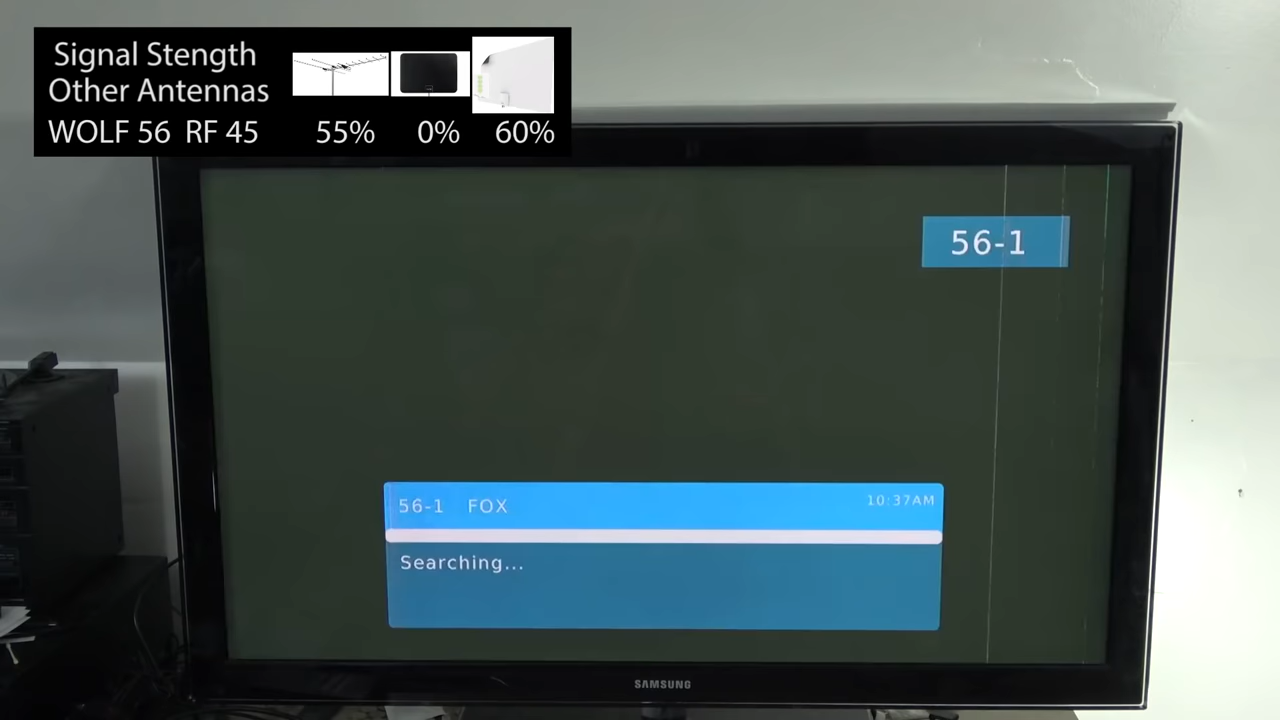 Signal Stength
Other Antennas
WOLF 56 RF 45 55% 0% 60%
56-1
56-1 FOX 10:37AM
Searching...
SAMSUNG